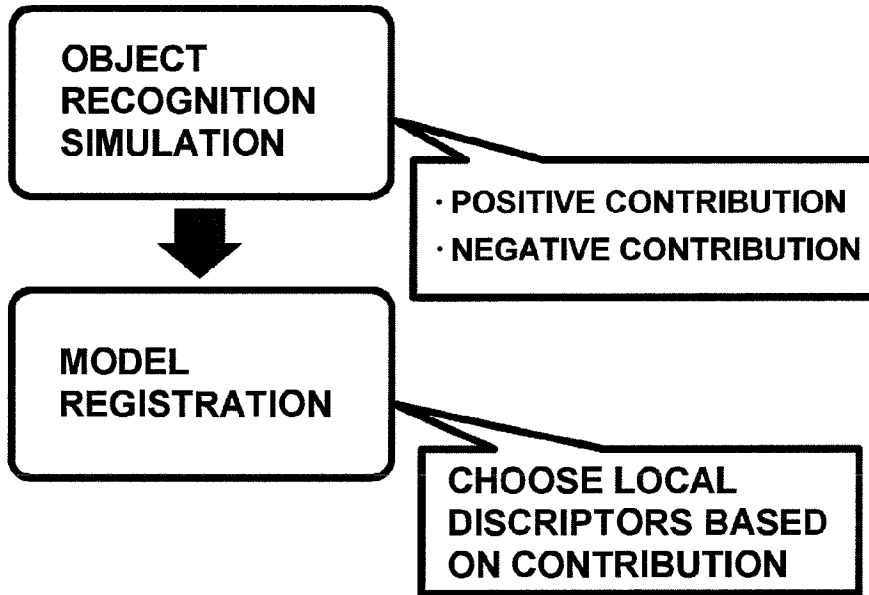 OBJECT
RECOGNITION
SIMULATION
· POSITIVE CONTRIBUTION
· NEGATIVE CONTRIBUTION
MODEL
REGISTRATION
CHOOSE LOCAL
DISCRIPTORS BASED
ON CONTRIBUTION